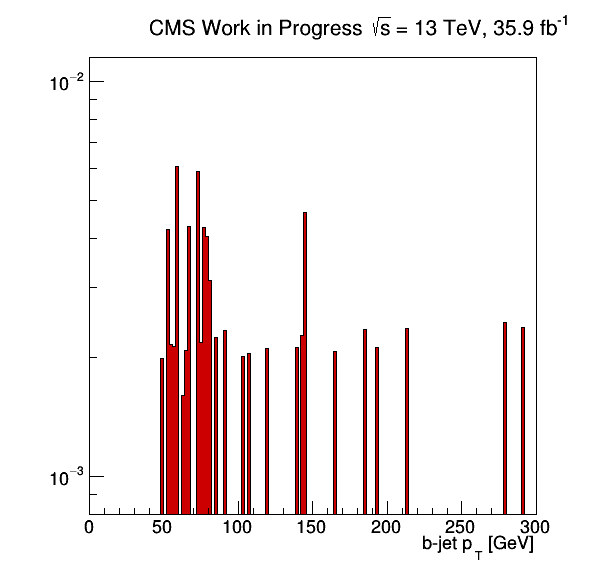 CMS Work in Progress √s = 13 TeV, 35.9 fb⁻¹
10⁻²
10⁻³
0 50 100 150 200 250 300
b-jet p_T [GeV]